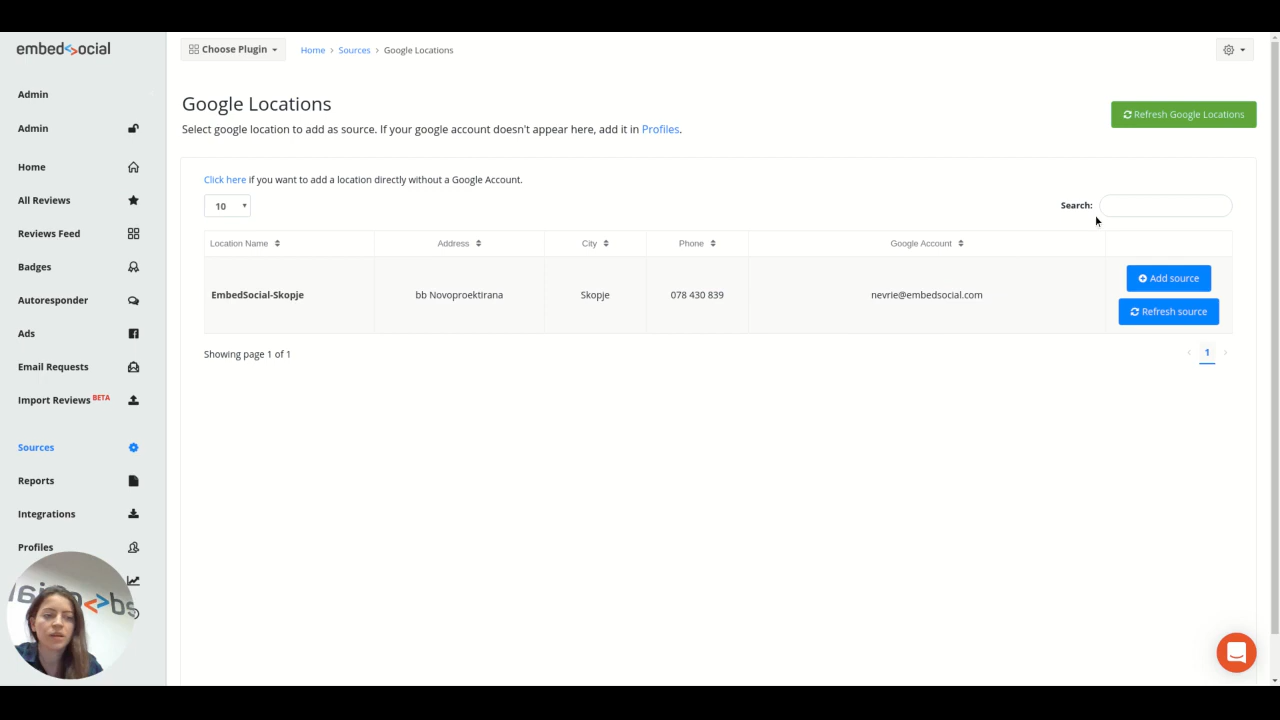 embed<>ocial
Choose Plugin
Home > Sources > Google Locations
Admin
Admin
Home
All Reviews
Reviews Feed
Badges
Autoresponder
Ads
Email Requests
Import Reviews BETA
Sources
Reports
Integrations
Profiles
Google Locations
Refresh Google Locations
Select google location to add as source. If your google account doesn't appear here, add it in Profiles.
Click here if you want to add a location directly without a Google Account.
10
Search:
Location Name Address City Phone Google Account
EmbedSocial-Skopje bb Novoproektirana Skopje 078 430 839 nevrie@embedsocial.com
Add source
Refresh source
Showing page 1 of 1
‹ 1 ›